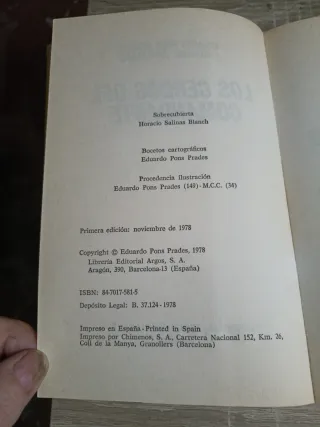 Sobrecubierta
Horacio Salinas Blanch
Bocetos cartográficos
Eduardo Pons Prades
Procedencia ilustración
Eduardo Pons Prades (149) - M.C.C. (34)
Primera edición: noviembre de 1978
Copyright © Eduardo Pons Prades, 1978
Librería Editorial Argos, S. A.
Aragón, 390, Barcelona-13 (España)
ISBN: 84-7017-581-5
Depósito Legal: B. 37.124 - 1978
Impreso en España - Printed in Spain
Impreso por Chimenos, S. A., Carretera Nacional 152, Km. 26,
Coll de la Manya, Granollers (Barcelona)